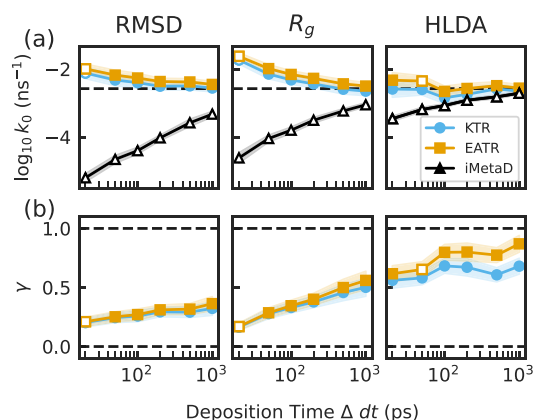 RMSD R_g HLDA
(a)
log₁₀ k₀ (ns⁻¹)
−2
−4
KTR
EATR
iMetaD
(b)
γ
1.0
0.5
0.0
10² 10³ 10² 10³ 10² 10³
Deposition Time Δ dt (ps)